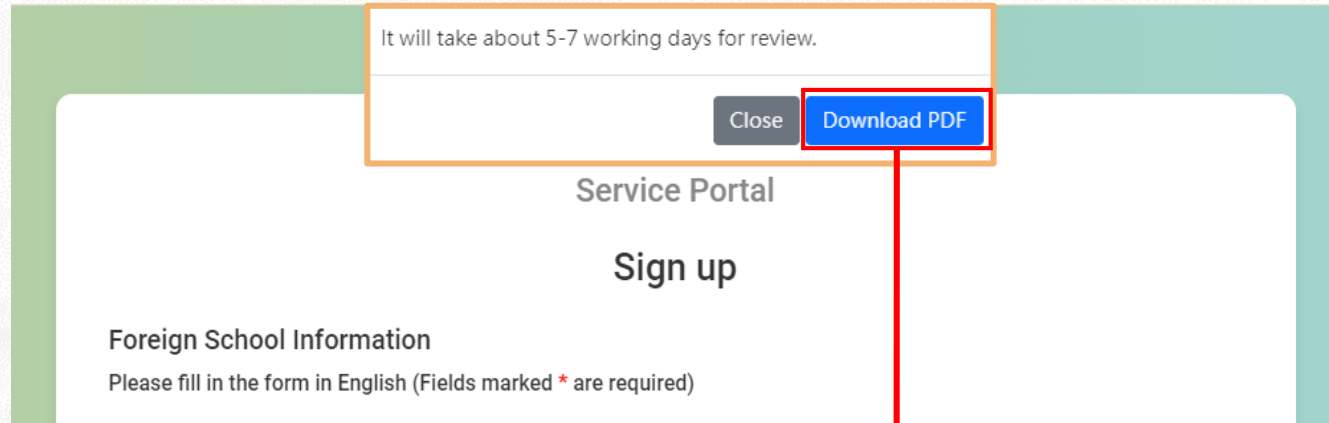 It will take about 5-7 working days for review.
Close Download PDF
Service Portal
Sign up
Foreign School Information
Please fill in the form in English (Fields marked * are required)